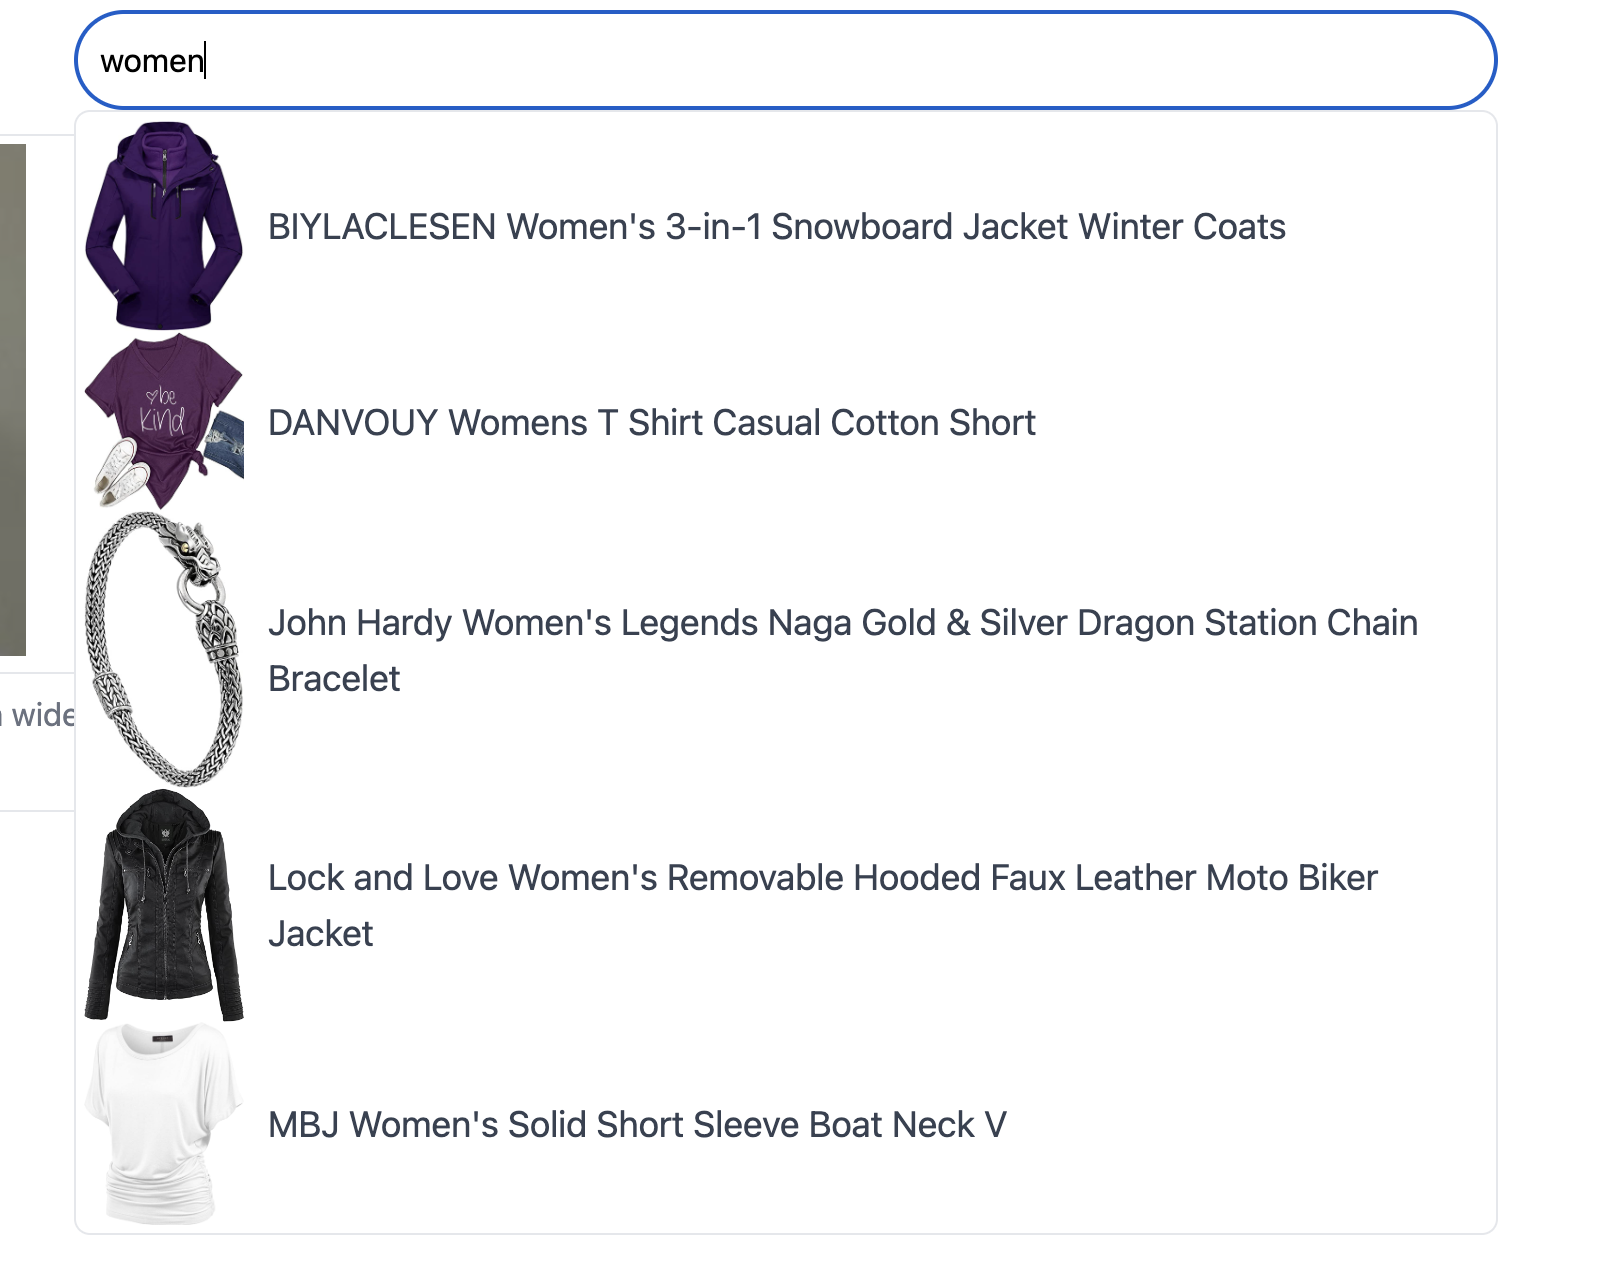 women
BIYLACLESEN Women's 3-in-1 Snowboard Jacket Winter Coats
be
kind
DANVOUY Womens T Shirt Casual Cotton Short
John Hardy Women's Legends Naga Gold & Silver Dragon Station Chain
Bracelet
wide
Lock and Love Women's Removable Hooded Faux Leather Moto Biker
Jacket
MBJ Women's Solid Short Sleeve Boat Neck V